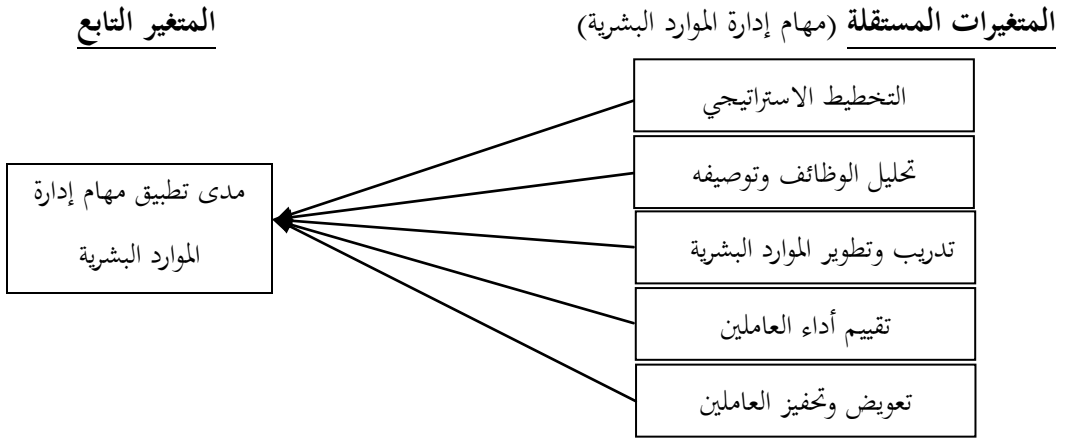 المتغيرات المستقلة (مهام إدارة الموارد البشرية)
التخطيط الاستراتيجي
تحليل الوظائف وتوصيفه
تدريب وتطوير الموارد البشرية
تقييم أداء العاملين
تعويض وتحفيز العاملين
المتغير التابع
مدى تطبيق مهام إدارة
الموارد البشرية